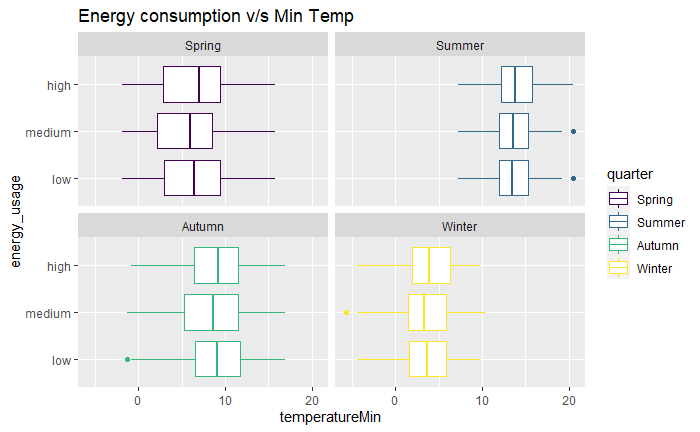 Energy consumption v/s Min Temp
Spring
Summer
high
medium
low
Autumn
Winter
high
medium
low
energy_usage
0
10
20
0
10
20
temperatureMin
quarter
Spring
Summer
Autumn
Winter